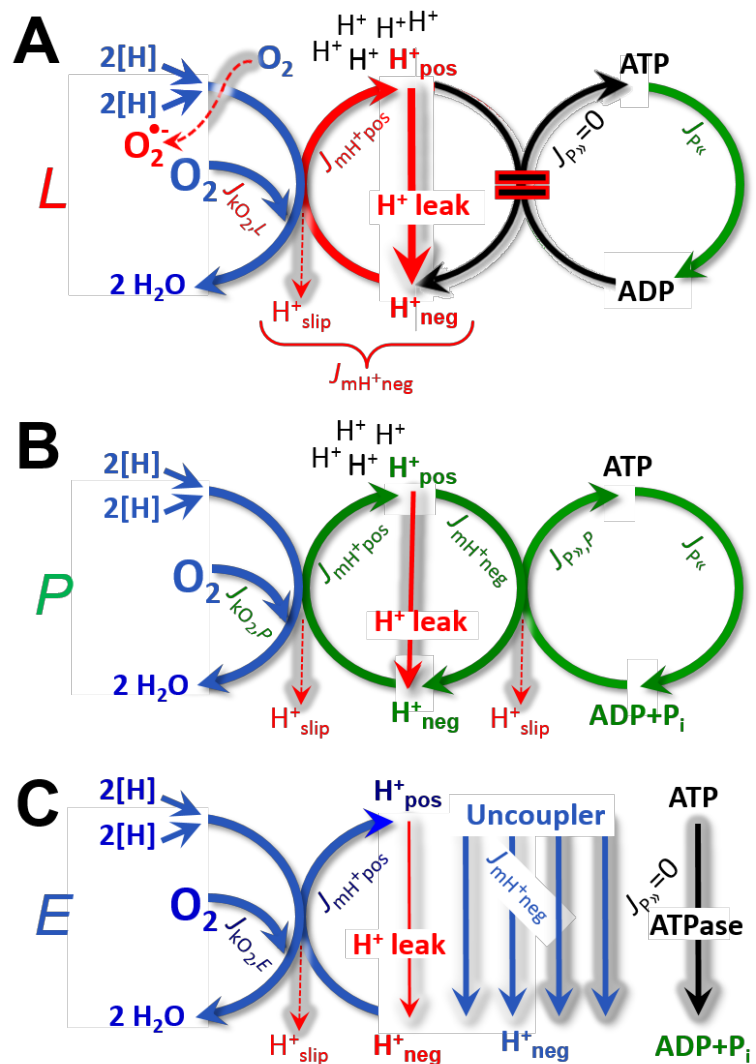 A
H⁺ H⁺ H⁺
2[H] O₂ H⁺ H⁺ H⁺ H⁺pos ATP
2[H]
O₂•-
O₂ JmH⁺pos JP»=0 JP«
L JkO₂,L H⁺ leak
2 H₂O H⁺slip H⁺neg ADP
JmH⁺neg
B
H⁺ H⁺
2[H] H⁺ H⁺ H⁺pos ATP
2[H]
O₂ JmH⁺pos JmH⁺neg JP»,P JP«
P JkO₂,P H⁺ leak
2 H₂O H⁺slip H⁺neg H⁺slip ADP+Pi
C
2[H] H⁺pos Uncoupler ATP
2[H]
O₂ JmH⁺pos JmH⁺neg JP»=0
E JkO₂,E H⁺ leak ATPase
2 H₂O H⁺slip H⁺neg H⁺neg ADP+Pi